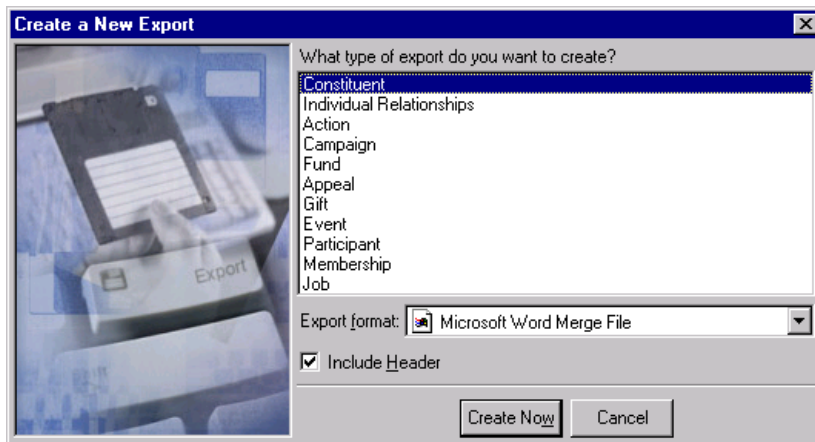 Create a New Export
What type of export do you want to create?
Constituent
Individual Relationships
Action
Campaign
Fund
Appeal
Gift
Event
Participant
Membership
Job
Export
Export format: Microsoft Word Merge File
Include Header
Create Now Cancel